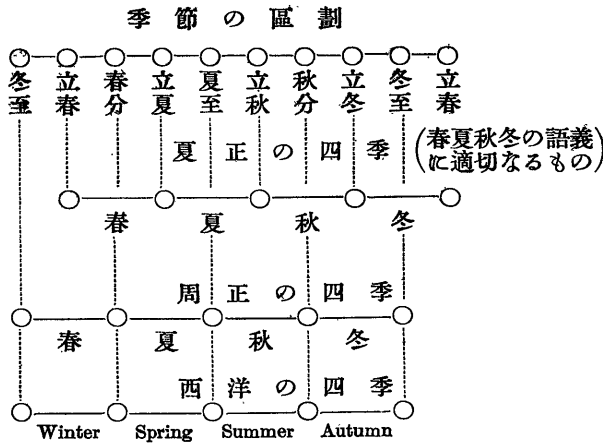 季節の區劃
冬至 立春 春分 立夏 夏至 立秋 秋分 立冬 冬至 立春
夏正の四季 (春夏秋冬の語義に適切なるもの)
春 夏 秋 冬
周正の四季
春 夏 秋 冬
西洋の四季
Winter Spring Summer Autumn